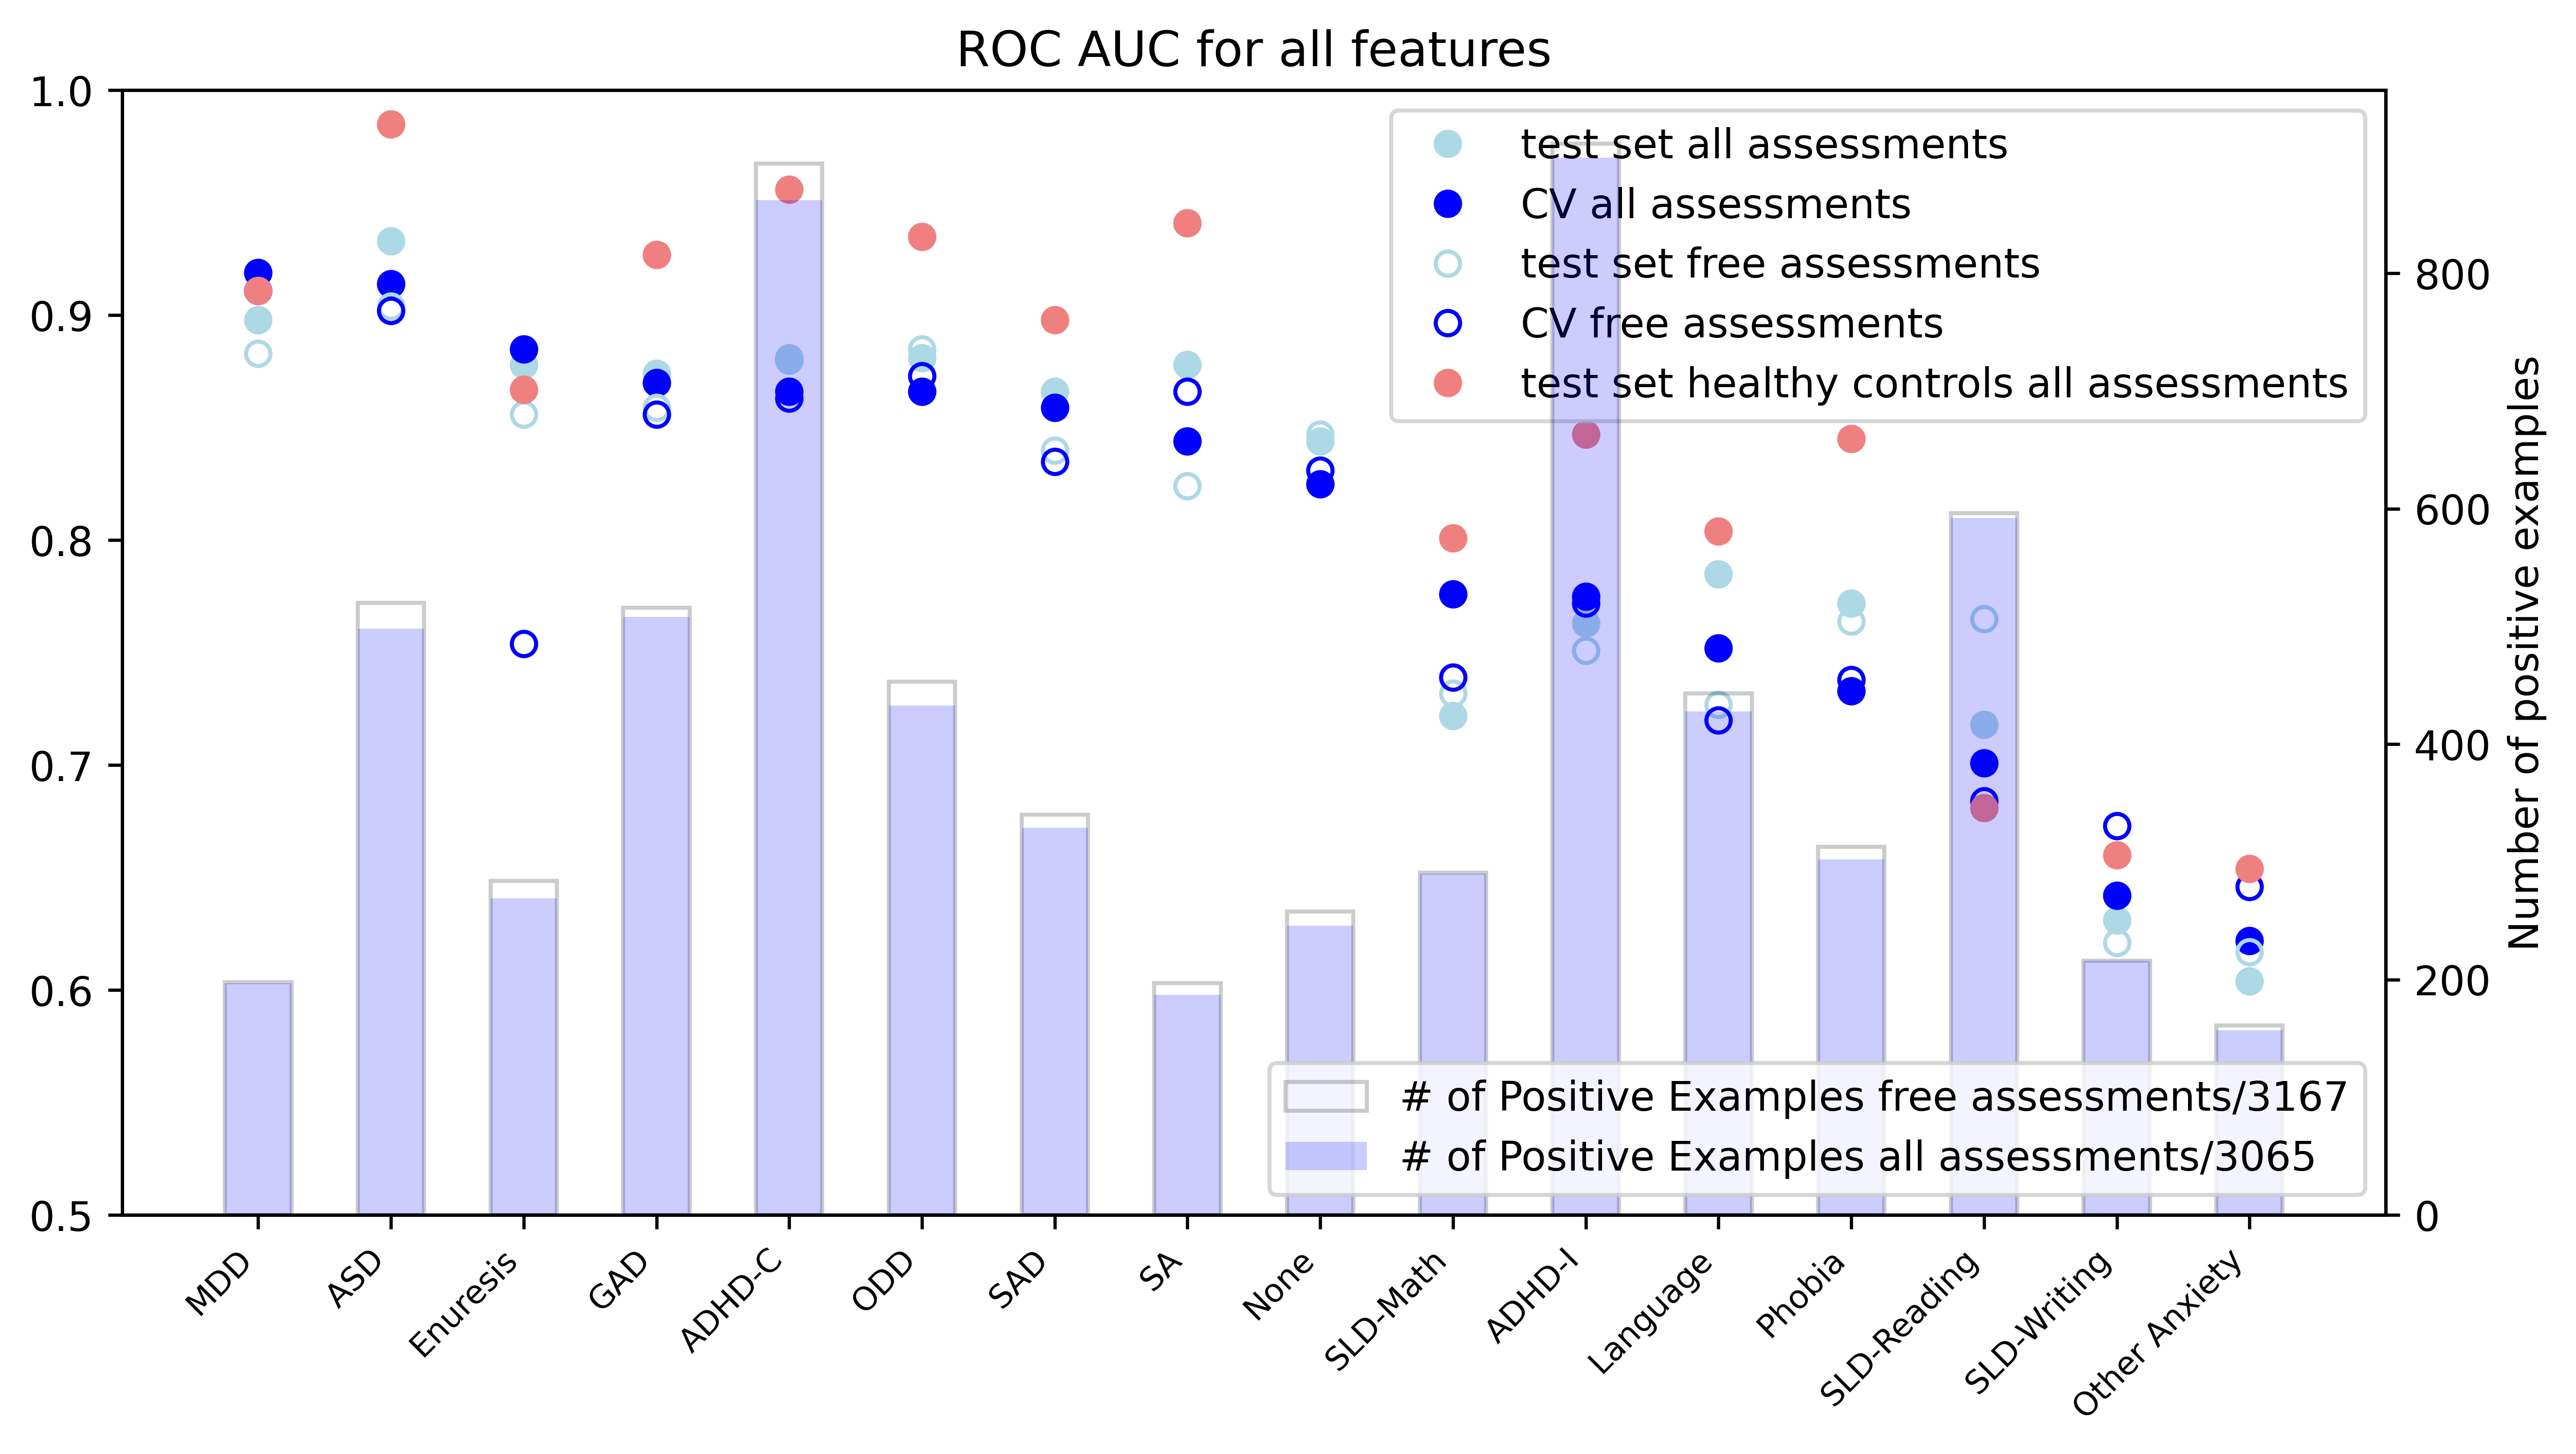 ROC AUC for all features
1.0
0.9
0.8
0.7
0.6
0.5
test set all assessments
CV all assessments
test set free assessments
CV free assessments
test set healthy controls all assessments
800
600
400
200
0
Number of positive examples
# of Positive Examples free assessments/3167
# of Positive Examples all assessments/3065
MDD
ASD
Enuresis
GAD
ADHD-C
ODD
SAD
SA
None
SLD-Math
ADHD-I
Language
Phobia
SLD-Reading
SLD-Writing
Other Anxiety